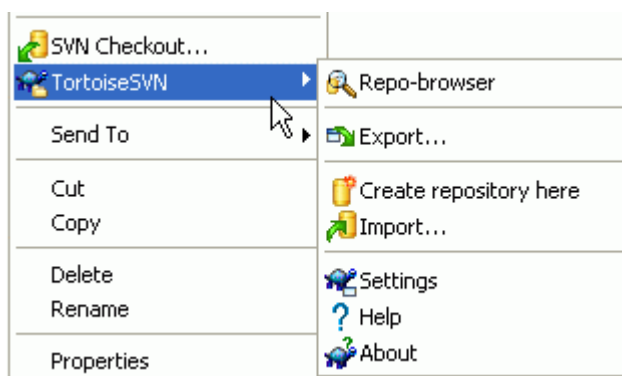 SVN Checkout...
TortoiseSVN
Send To
Cut
Copy
Delete
Rename
Properties
Repo-browser
Export...
Create repository here
Import...
Settings
? Help
About